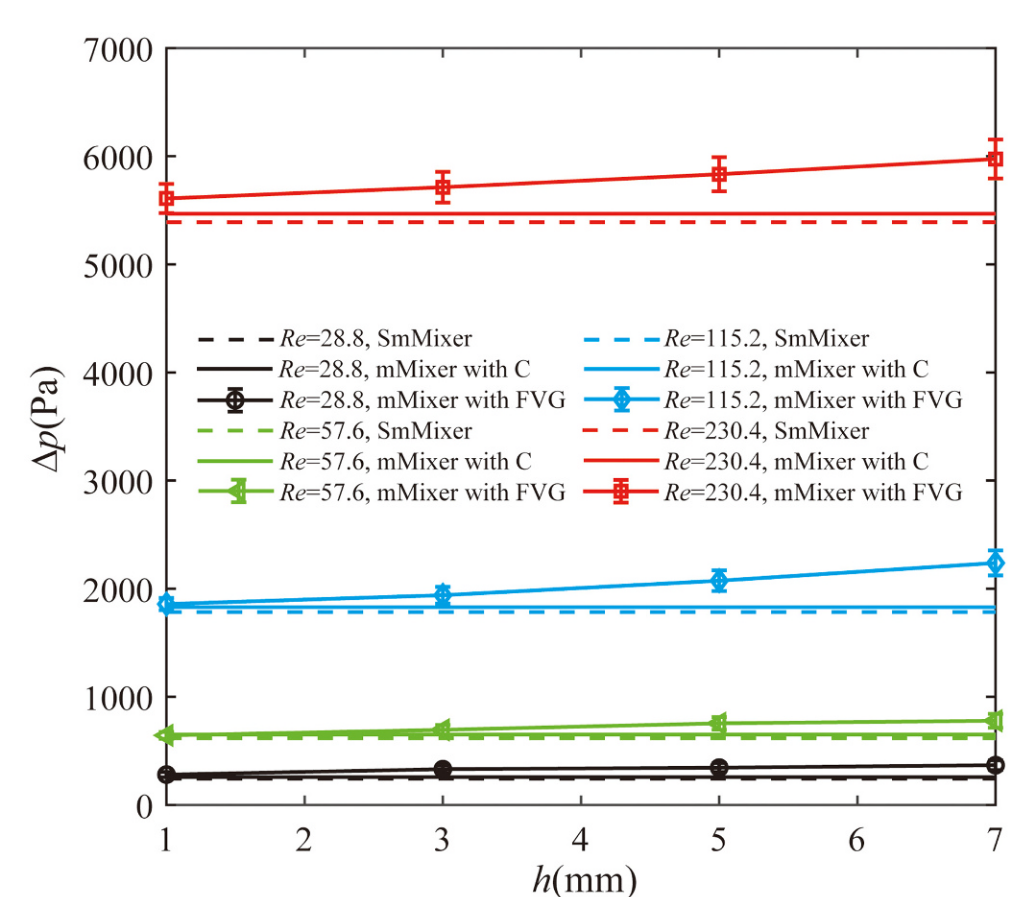 7000
6000
5000
4000
3000
2000
1000
0
Δp(Pa)
Re=28.8, SmMixer
Re=28.8, mMixer with C
Re=28.8, mMixer with FVG
Re=57.6, SmMixer
Re=57.6, mMixer with C
Re=57.6, mMixer with FVG
Re=115.2, SmMixer
Re=115.2, mMixer with C
Re=115.2, mMixer with FVG
Re=230.4, SmMixer
Re=230.4, mMixer with C
Re=230.4, mMixer with FVG
1 2 3 4 5 6 7
h(mm)